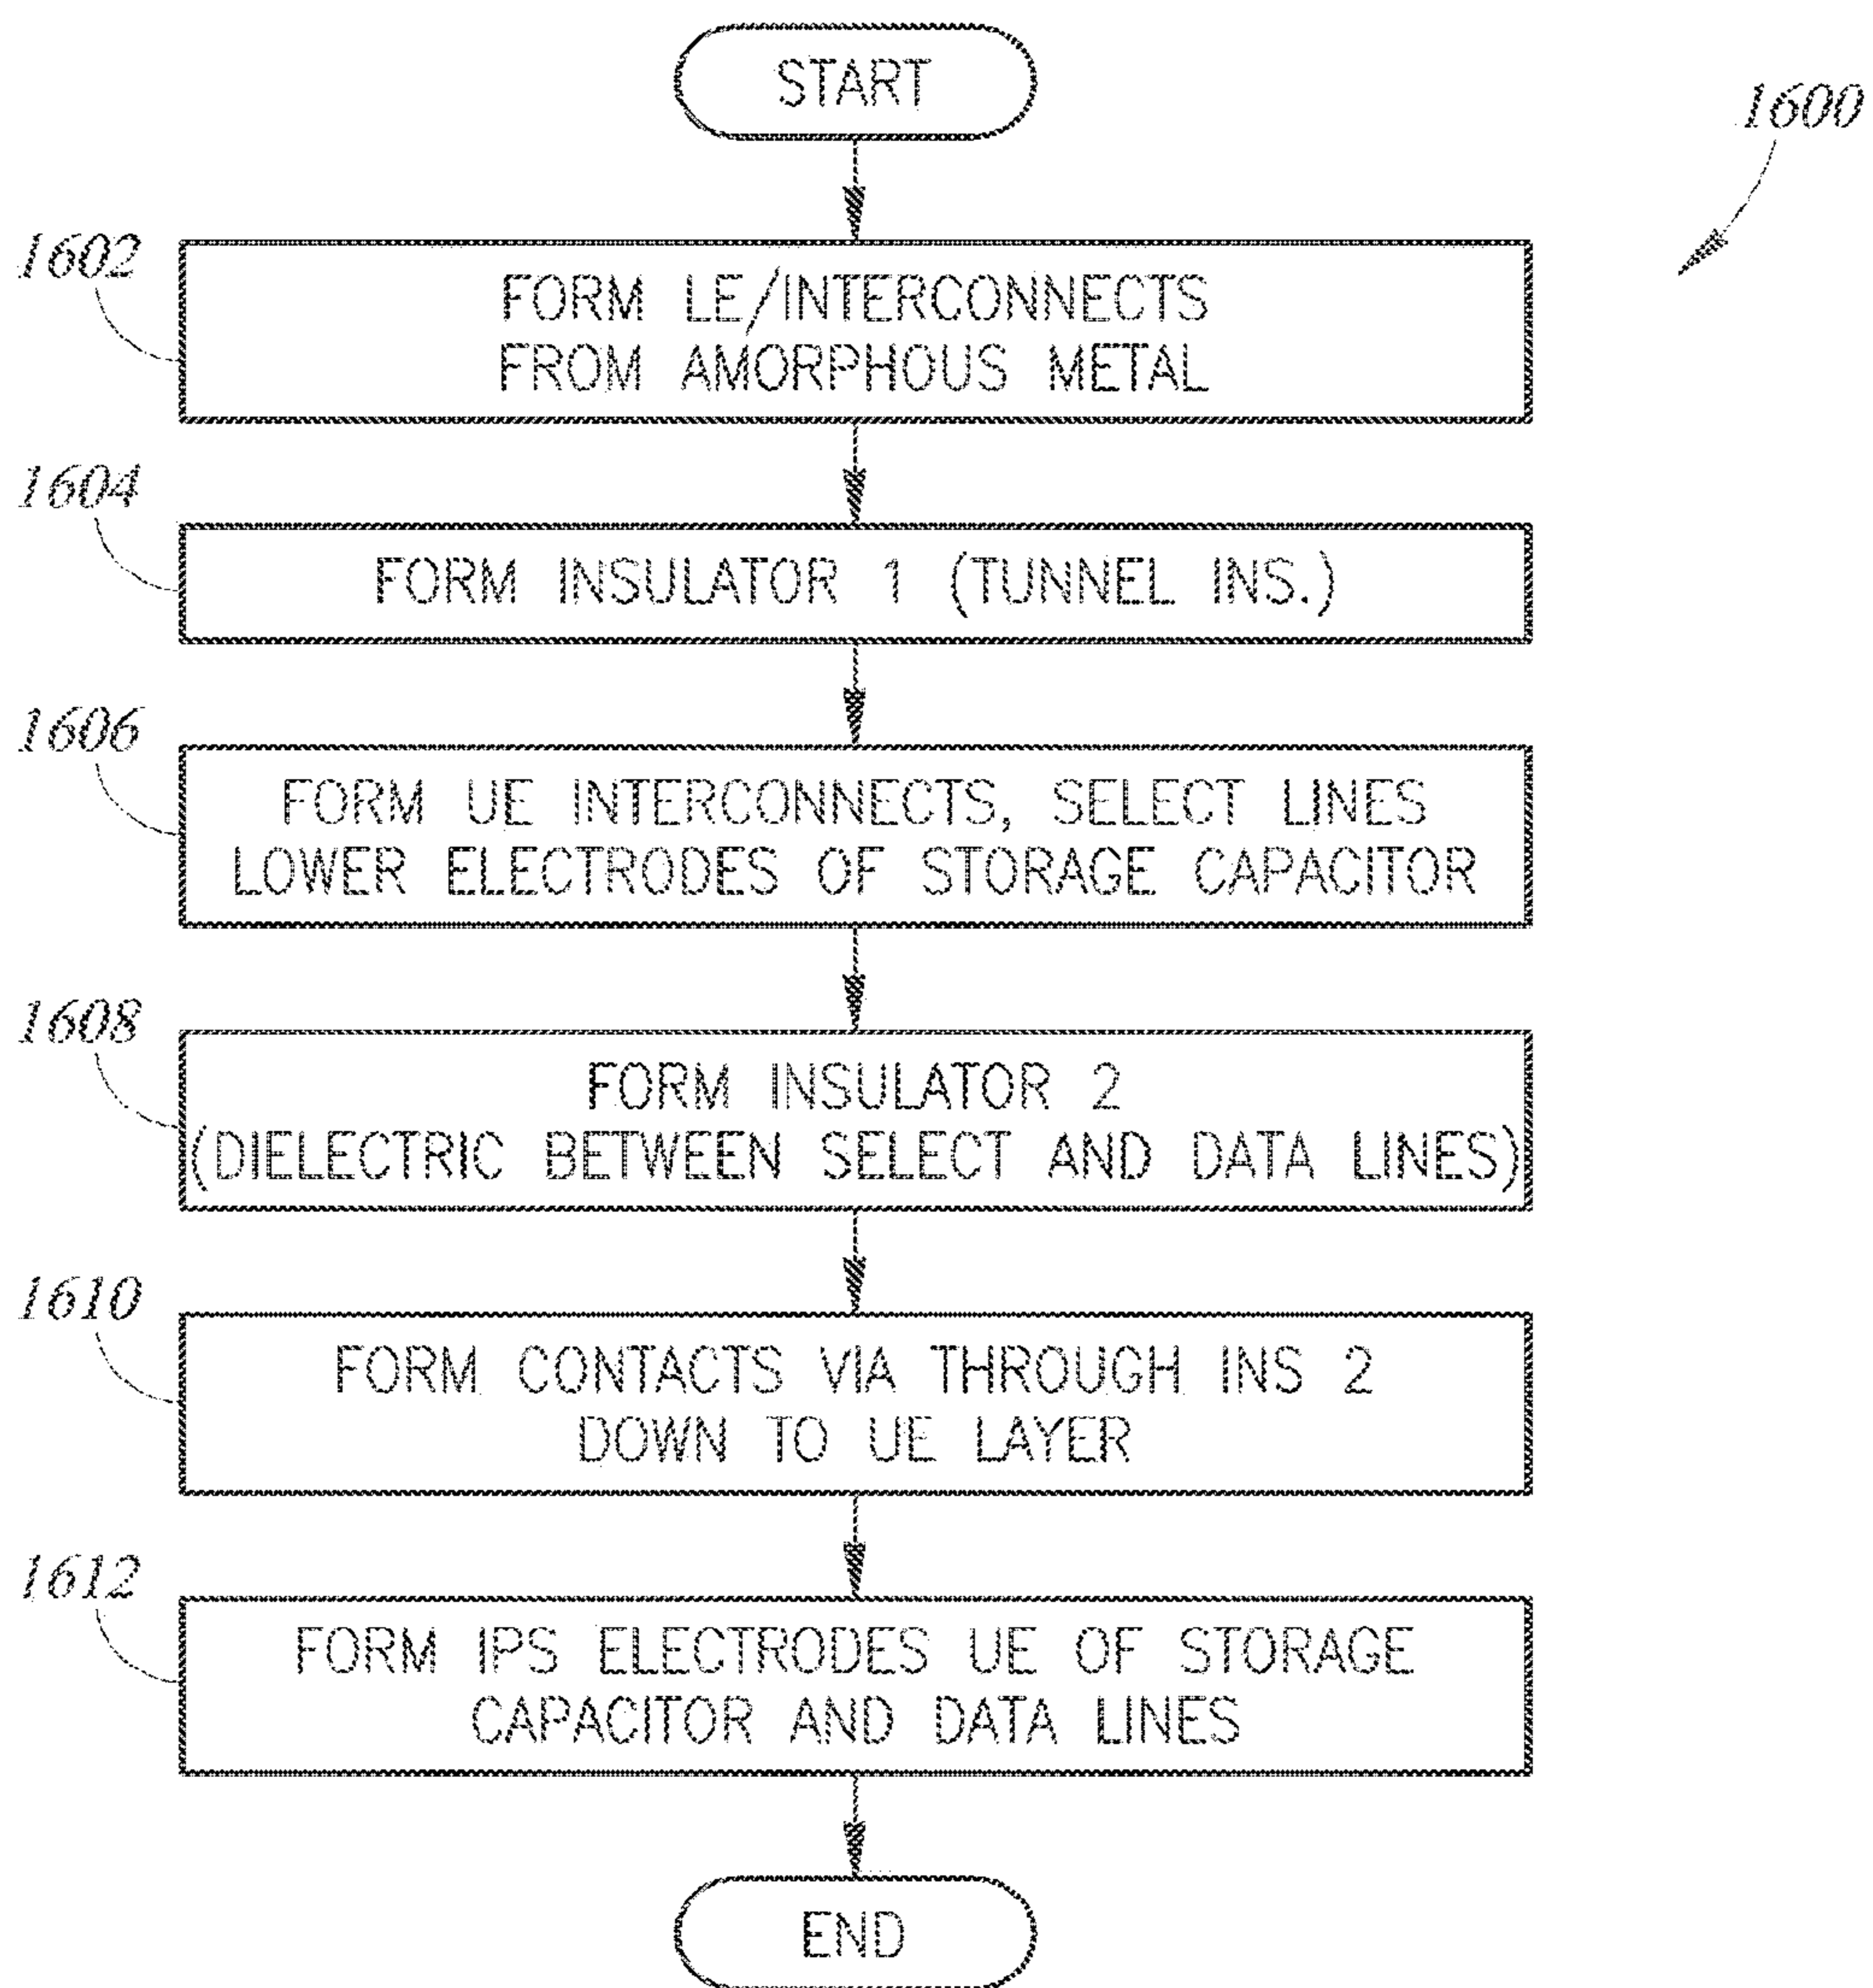 START
1600
1602
FORM LE/INTERCONNECTS
FROM AMORPHOUS METAL
1604
FORM INSULATOR 1 (TUNNEL INS.)
1606
FORM UE INTERCONNECTS, SELECT LINES
LOWER ELECTRODES OF STORAGE CAPACITOR
1608
FORM INSULATOR 2
(DIELECTRIC BETWEEN SELECT AND DATA LINES)
1610
FORM CONTACTS VIA THROUGH INS 2
DOWN TO UE LAYER
1612
FORM IPS ELECTRODES UE OF STORAGE
CAPACITOR AND DATA LINES
END